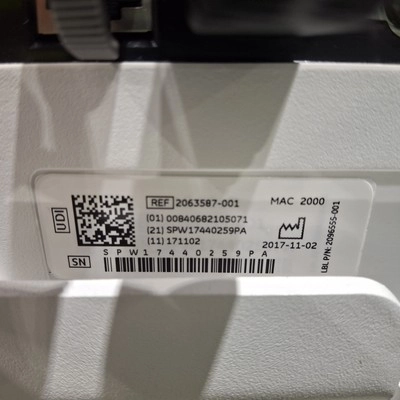 UDI
REF 2063587-001
MAC 2000
(01) 00840682105071
(21) SPW17440259PA
(11) 171102
2017-11-02
LBL P/N: 2096555-001
SPW17440259PA
SN